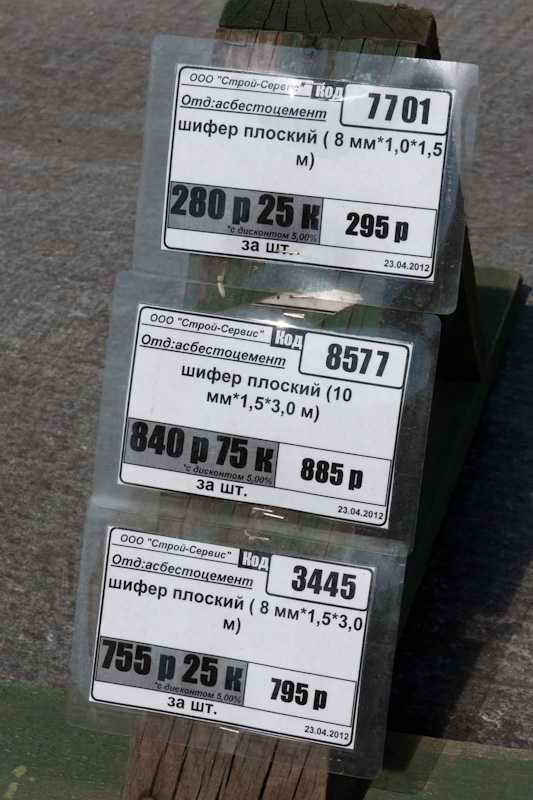 ООО "Строй-Сервис" Код 7701
Отд:асбестоцемент
шифер плоский ( 8 мм*1,0*1,5
м)
280 р 25 к 295 р
*с дисконтом 5,00%
за шт.
23.04.2012
ООО "Строй-Сервис" Код 8577
Отд:асбестоцемент
шифер плоский (10
мм*1,5*3,0 м)
840 р 75 к 885 р
*с дисконтом 5,00%
за шт.
23.04.2012
ООО "Строй-Сервис" Код 3445
Отд:асбестоцемент
шифер плоский ( 8 мм*1,5*3,0
м)
755 р 25 к 795 р
*с дисконтом 5,00%
за шт.
23.04.2012